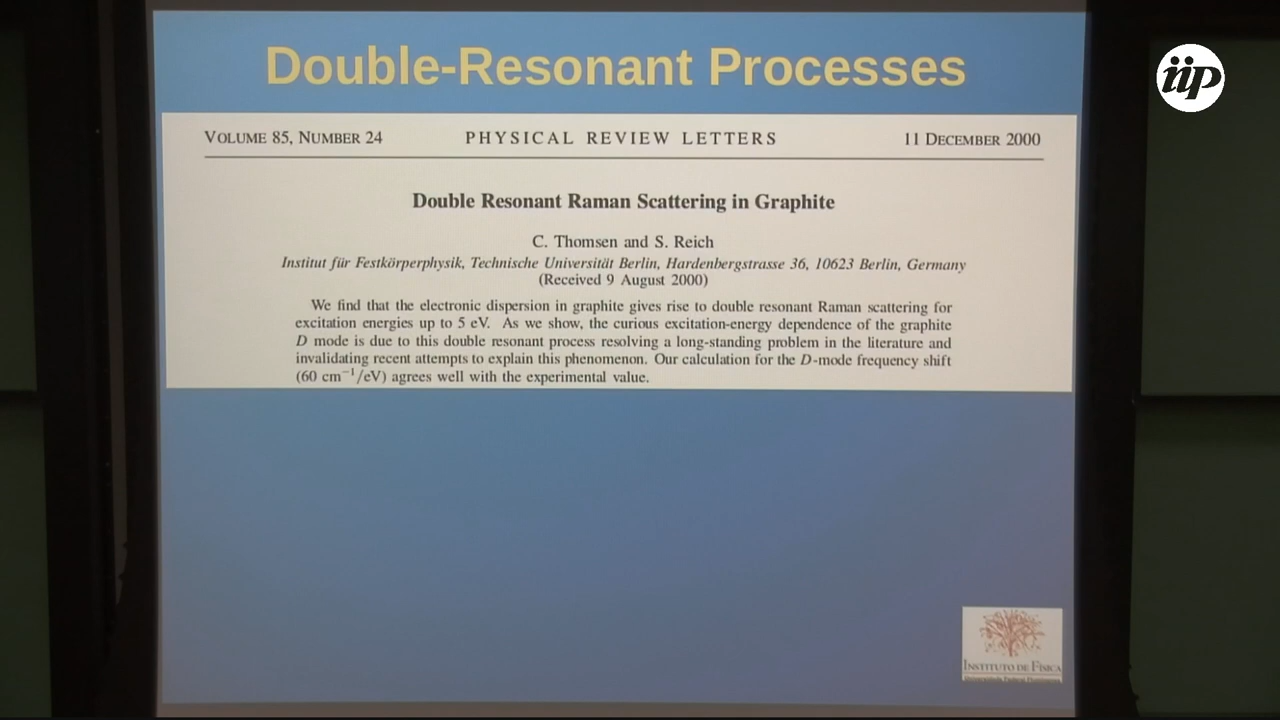 Double-Resonant Processes
iip
VOLUME 85, NUMBER 24 PHYSICAL REVIEW LETTERS 11 DECEMBER 2000
Double Resonant Raman Scattering in Graphite
C. Thomsen and S. Reich
Institut für Festkörperphysik, Technische Universität Berlin, Hardenbergstrasse 36, 10623 Berlin, Germany
(Received 9 August 2000)
We find that the electronic dispersion in graphite gives rise to double resonant Raman scattering for
excitation energies up to 5 eV. As we show, the curious excitation-energy dependence of the graphite
D mode is due to this double resonant process resolving a long-standing problem in the literature and
invalidating recent attempts to explain this phenomenon. Our calculation for the D-mode frequency shift
(60 cm⁻¹/eV) agrees well with the experimental value.
INSTITUTO DE FÍSICA